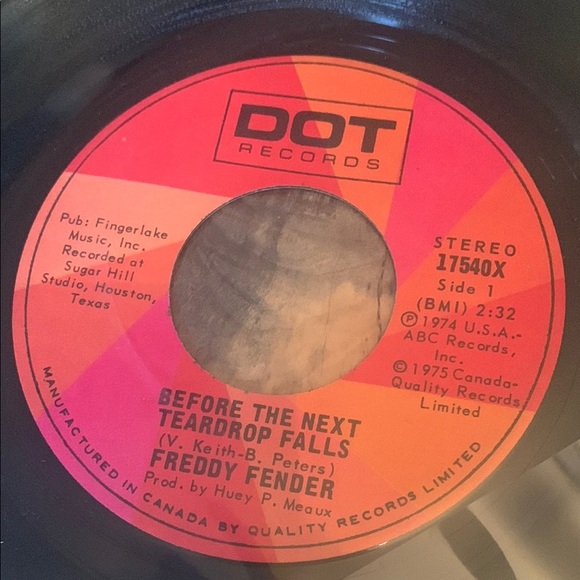 DOT
RECORDS
Pub: Fingerlake
Music, Inc.
Recorded at
Sugar Hill
Studio, Houston,
Texas
STEREO
17540X
Side 1
(BMI) 2:32
Ⓟ 1974 U.S.A.-
ABC Records,
Inc.
© 1975 Canada-
Quality Records
Limited
BEFORE THE NEXT
TEARDROP FALLS
(V. Keith-B. Peters)
FREDDY FENDER
Prod. by Huey P. Meaux
MANUFACTURED IN CANADA BY QUALITY RECORDS LIMITED